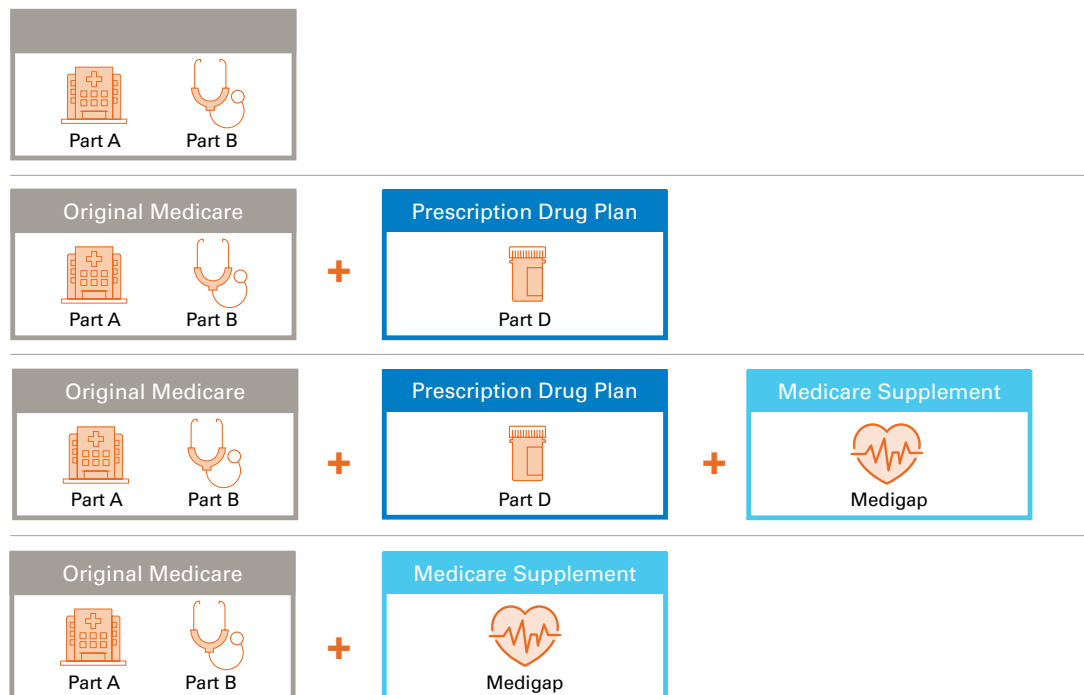 Part A Part B
Original Medicare Prescription Drug Plan
Part A Part B + Part D
Original Medicare Prescription Drug Plan Medicare Supplement
Part A Part B + Part D + Medigap
Original Medicare Medicare Supplement
Part A Part B + Medigap